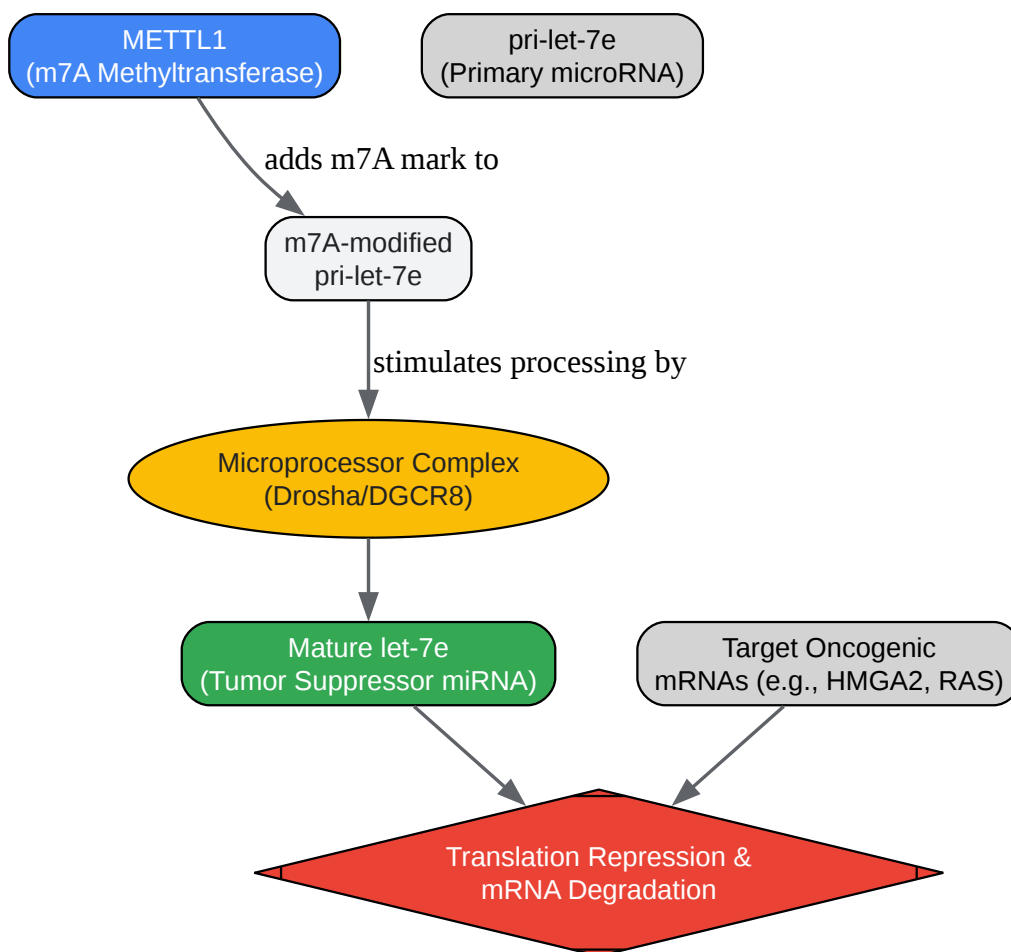 METTL1
(m7A Methyltransferase)
pri-let-7e
(Primary microRNA)
adds m7A mark to
m7A-modified
pri-let-7e
stimulates processing by
Microprocessor Complex
(Drosha/DGCR8)
Mature let-7e
(Tumor Suppressor miRNA)
Target Oncogenic
mRNAs (e.g., HMGA2, RAS)
Translation Repression &
mRNA Degradation